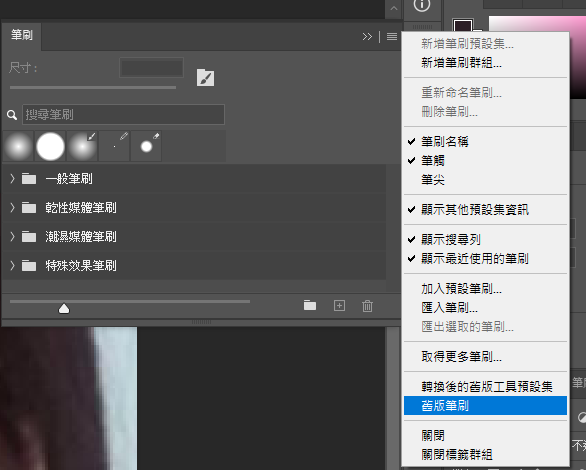 筆刷
尺寸：
搜尋筆刷
一般筆刷
乾性媒體筆刷
潮濕媒體筆刷
特殊效果筆刷
新增筆刷預設集...
新增筆刷群組...
重新命名筆刷...
刪除筆刷...
筆刷名稱
筆觸
筆尖
顯示其他預設集資訊
顯示搜尋列
顯示最近使用的筆刷
加入預設筆刷...
匯入筆刷...
匯出選取的筆刷...
取得更多筆刷...
轉換後的舊版工具預設集
舊版筆刷
關閉
關閉標籤群組
筆
不